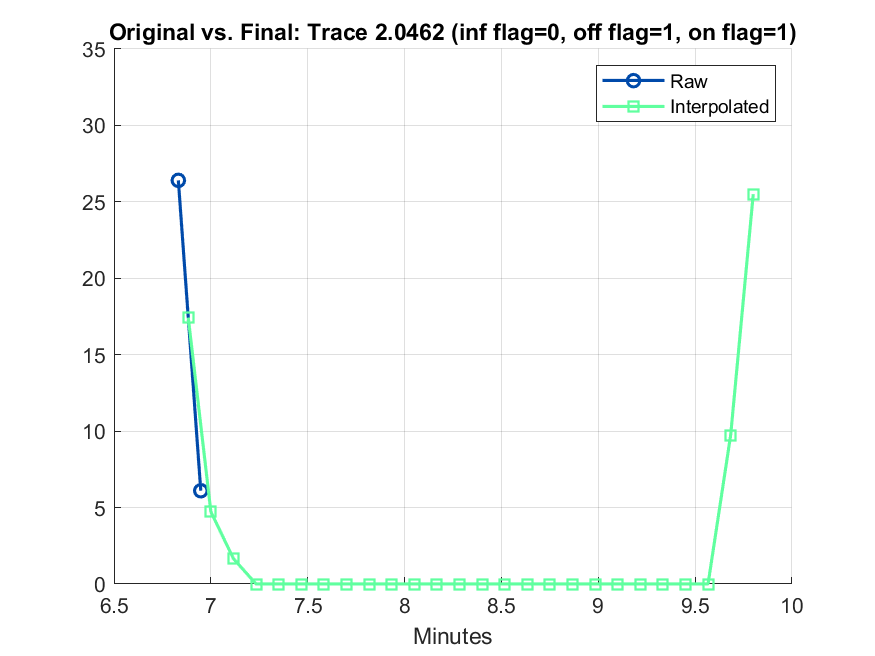 Original vs. Final: Trace 2.0462 (inf flag=0, off flag=1, on flag=1)
35
30
25
20
15
10
5
0
Raw
Interpolated
6.5 7 7.5 8 8.5 9 9.5 10
Minutes